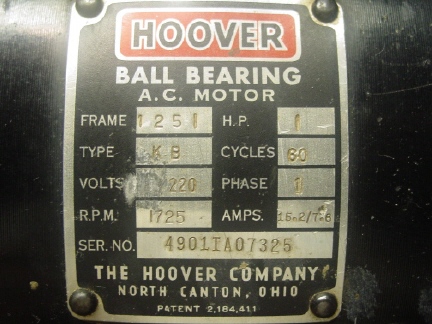 HOOVER
BALL BEARING
A.C. MOTOR
FRAME 1251 H.P. 1
TYPE KB CYCLES 60
VOLTS 220 PHASE 1
R.P.M. 1725 AMPS. 15.2/7.6
SER. NO. 4901IA07325
THE HOOVER COMPANY
NORTH CANTON, OHIO
PATENT 2,184,411